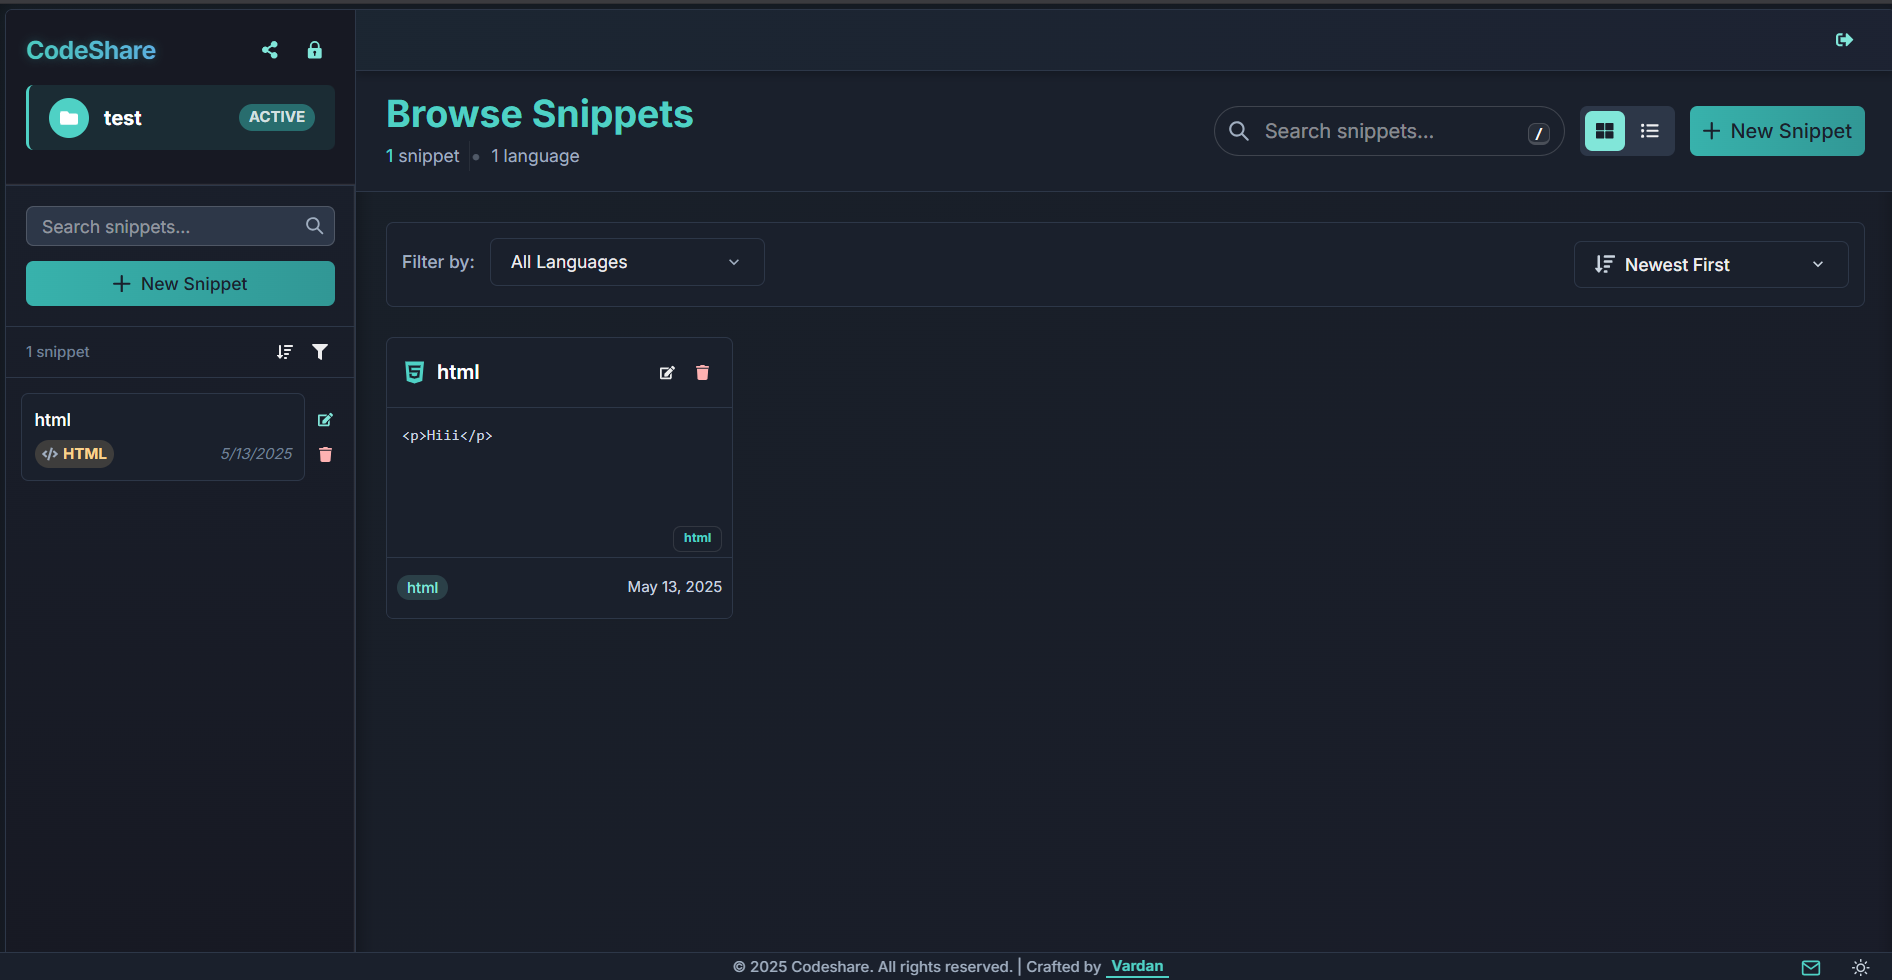 CodeShare
test
ACTIVE
Search snippets...
New Snippet
1 snippet
html
HTML
5/13/2025
Browse Snippets
1 snippet
1 language
Search snippets...
/
New Snippet
Filter by:
All Languages
Newest First
html
<p>Hiii</p>
html
html
May 13, 2025
© 2025 Codeshare. All rights reserved. | Crafted by Vardan